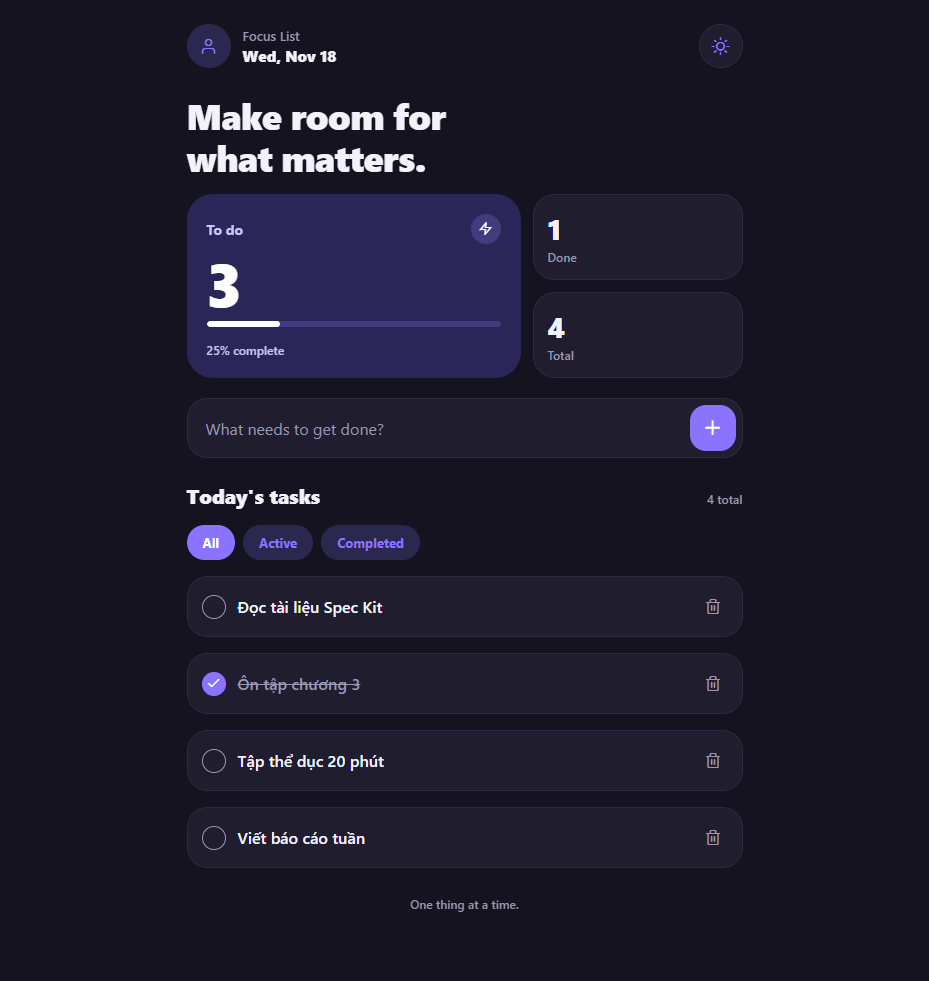 Focus List
Wed, Nov 18
Make room for
what matters.
To do
3
25% complete
1
Done
4
Total
What needs to get done?
Today's tasks
4 total
All
Active
Completed
Đọc tài liệu Spec Kit
Ôn tập chương 3
Tập thể dục 20 phút
Viết báo cáo tuần
One thing at a time.